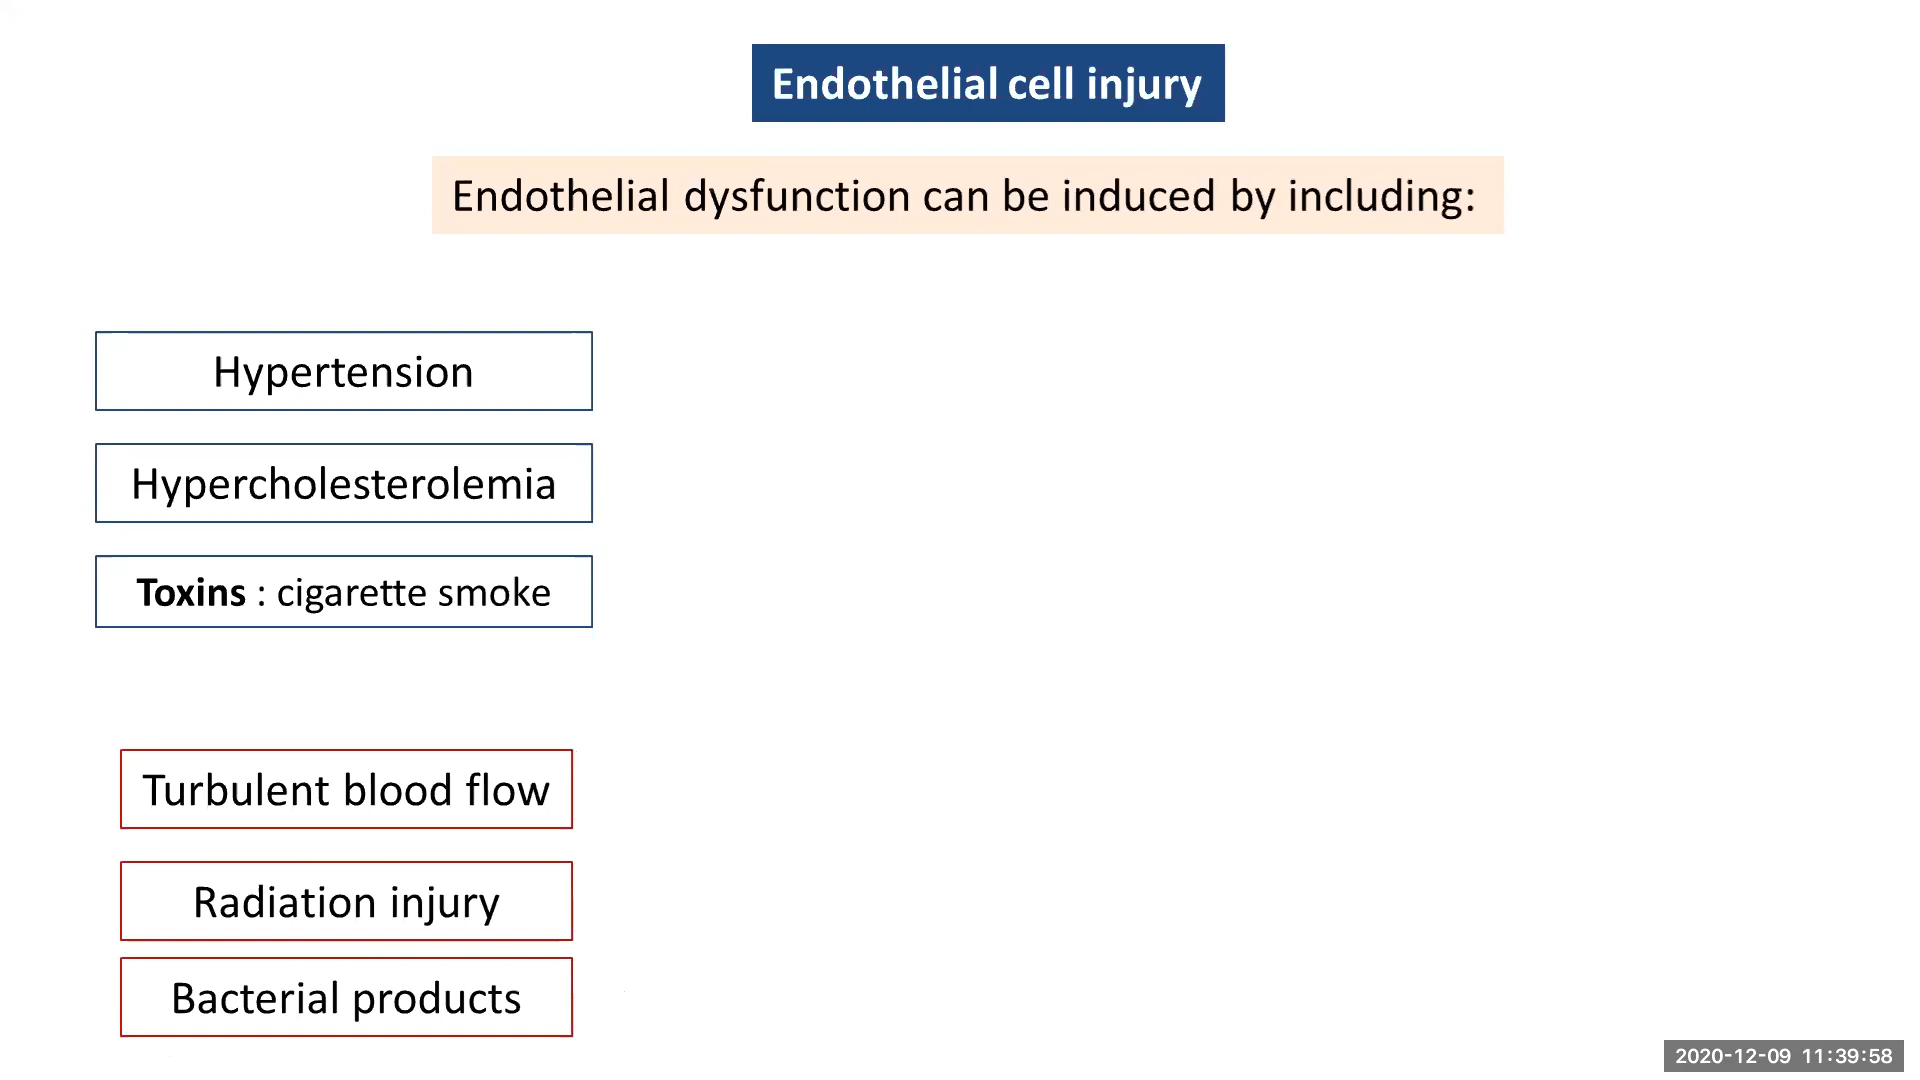 Endothelial cell injury
Endothelial dysfunction can be induced by including:
Hypertension
Hypercholesterolemia
Toxins : cigarette smoke
Turbulent blood flow
Radiation injury
Bacterial products
2020-12-09 11:39:58